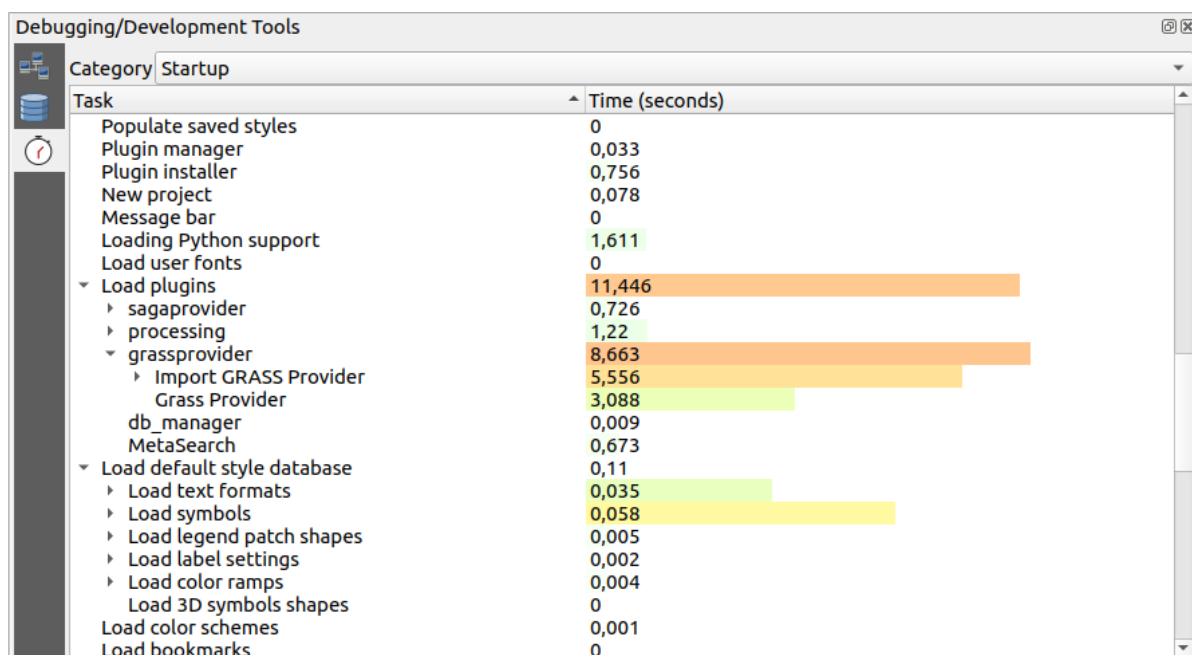 Debugging/Development Tools
Category Startup
Task Time (seconds)
Populate saved styles 0
Plugin manager 0,033
Plugin installer 0,756
New project 0,078
Message bar 0
Loading Python support 1,611
Load user fonts 0
Load plugins 11,446
sagaprovider 0,726
processing 1,22
grassprovider 8,663
Import GRASS Provider 5,556
Grass Provider 3,088
db_manager 0,009
MetaSearch 0,673
Load default style database 0,11
Load text formats 0,035
Load symbols 0,058
Load legend patch shapes 0,005
Load label settings 0,002
Load color ramps 0,004
Load 3D symbols shapes 0
Load color schemes 0,001
Load bookmarks 0